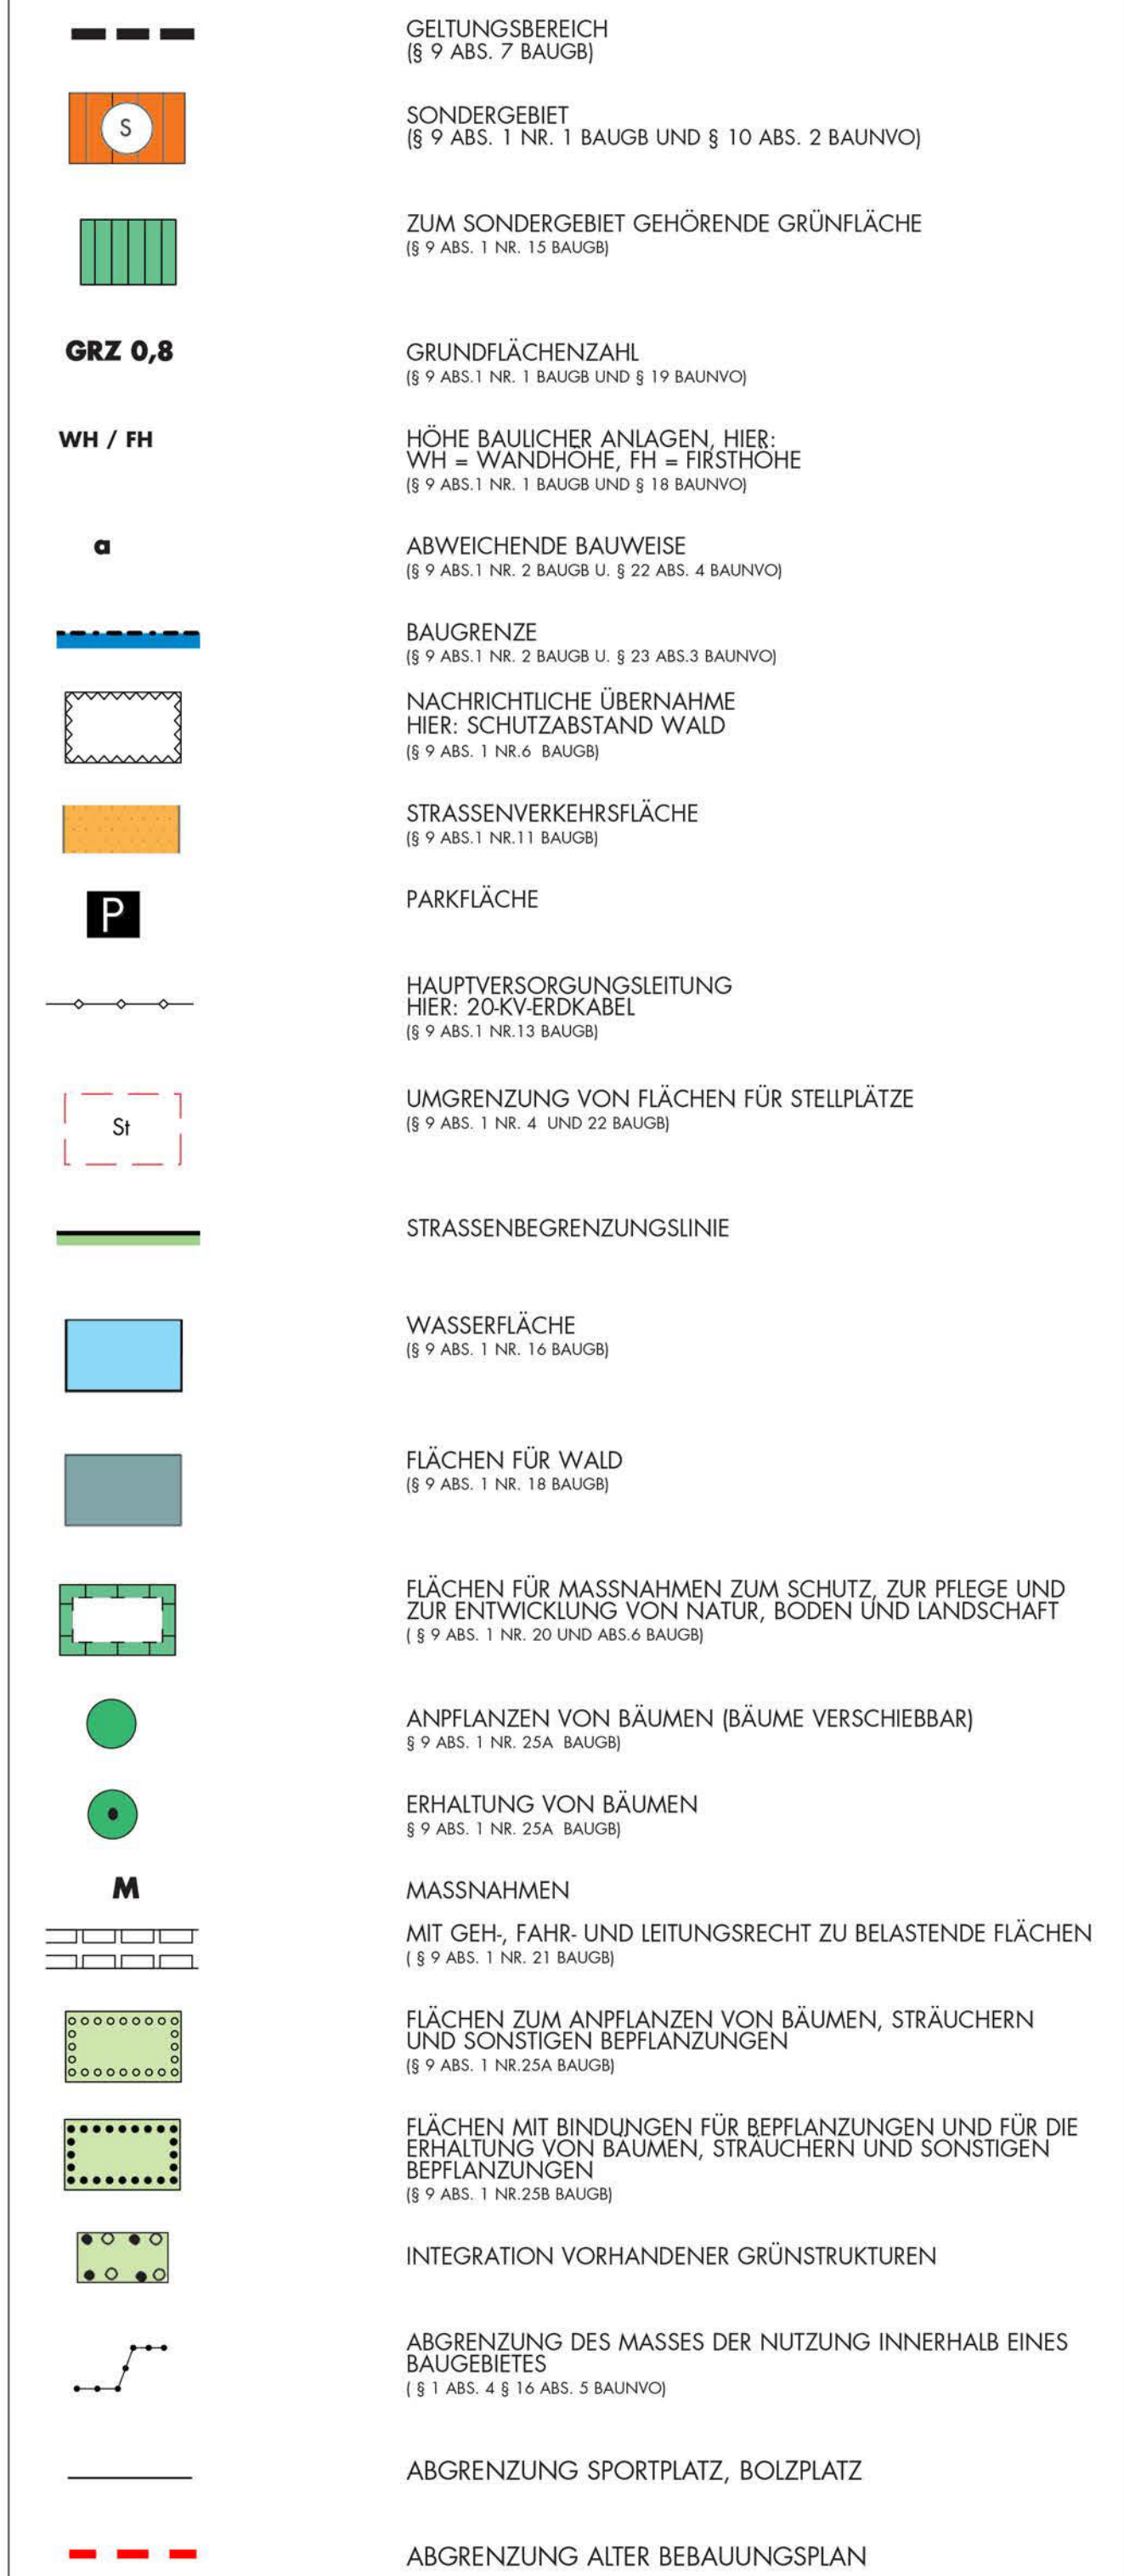 GELTUNGSBEREICH
(§ 9 ABS. 7 BAUGB)
S
SONDERGEBIET
(§ 9 ABS. 1 NR. 1 BAUGB UND § 10 ABS. 2 BAUNVO)
ZUM SONDERGEBIET GEHÖRENDE GRÜNFLÄCHE
(§ 9 ABS. 1 NR. 15 BAUGB)
GRZ 0,8
GRUNDFLÄCHENZAHL
(§ 9 ABS.1 NR. 1 BAUGB UND § 19 BAUNVO)
WH / FH
HÖHE BAULICHER ANLAGEN, HIER:
WH = WANDHÖHE, FH = FIRSTHÖHE
(§ 9 ABS.1 NR. 1 BAUGB UND § 18 BAUNVO)
a
ABWEICHENDE BAUWEISE
(§ 9 ABS.1 NR. 2 BAUGB U. § 22 ABS. 4 BAUNVO)
BAUGRENZE
(§ 9 ABS.1 NR. 2 BAUGB U. § 23 ABS.3 BAUNVO)
NACHRICHTLICHE ÜBERNAHME
HIER: SCHUTZABSTAND WALD
(§ 9 ABS. 1 NR.6 BAUGB)
STRASSENVERKEHRSFLÄCHE
(§ 9 ABS.1 NR.11 BAUGB)
P
PARKFLÄCHE
HAUPTVERSORGUNGSLEITUNG
HIER: 20-KV-ERDKABEL
(§ 9 ABS.1 NR.13 BAUGB)
St
UMGRENZUNG VON FLÄCHEN FÜR STELLPLÄTZE
(§ 9 ABS. 1 NR. 4 UND 22 BAUGB)
STRASSENBEGRENZUNGSLINIE
WASSERFLÄCHE
(§ 9 ABS. 1 NR. 16 BAUGB)
FLÄCHEN FÜR WALD
(§ 9 ABS. 1 NR. 18 BAUGB)
FLÄCHEN FÜR MASSNAHMEN ZUM SCHUTZ, ZUR PFLEGE UND
ZUR ENTWICKLUNG VON NATUR, BODEN UND LANDSCHAFT
( § 9 ABS. 1 NR. 20 UND ABS.6 BAUGB)
ANPFLANZEN VON BÄUMEN (BÄUME VERSCHIEBBAR)
§ 9 ABS. 1 NR. 25A BAUGB)
ERHALTUNG VON BÄUMEN
§ 9 ABS. 1 NR. 25A BAUGB)
M
MASSNAHMEN
MIT GEH-, FAHR- UND LEITUNGSRECHT ZU BELASTENDE FLÄCHEN
( § 9 ABS. 1 NR. 21 BAUGB)
FLÄCHEN ZUM ANPFLANZEN VON BÄUMEN, STRÄUCHERN
UND SONSTIGEN BEPFLANZUNGEN
(§ 9 ABS. 1 NR.25A BAUGB)
FLÄCHEN MIT BINDUNGEN FÜR BEPFLANZUNGEN UND FÜR DIE
ERHALTUNG VON BÄUMEN, STRÄUCHERN UND SONSTIGEN
BEPFLANZUNGEN
(§ 9 ABS. 1 NR.25B BAUGB)
INTEGRATION VORHANDENER GRÜNSTRUKTUREN
ABGRENZUNG DES MASSES DER NUTZUNG INNERHALB EINES
BAUGEBIETES
( § 1 ABS. 4 § 16 ABS. 5 BAUNVO)
ABGRENZUNG SPORTPLATZ, BOLZPLATZ
ABGRENZUNG ALTER BEBAUUNGSPLAN